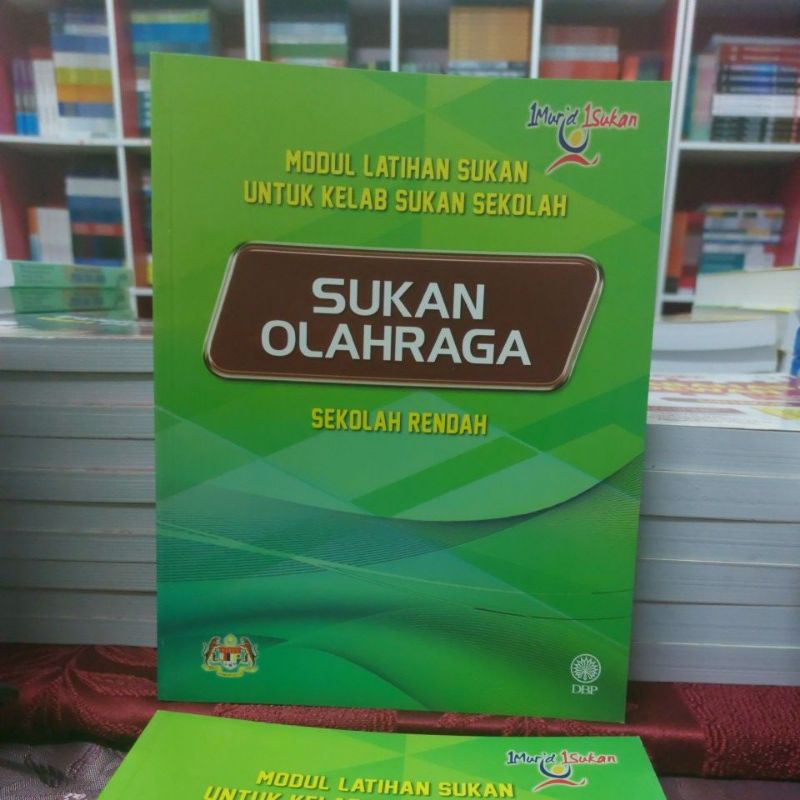 1Murid 1Sukan
MODUL LATIHAN SUKAN
UNTUK KELAB SUKAN SEKOLAH
SUKAN
OLAHRAGA
SEKOLAH RENDAH
DBP
1Murid 1Sukan
MODUL LATIHAN SUKAN